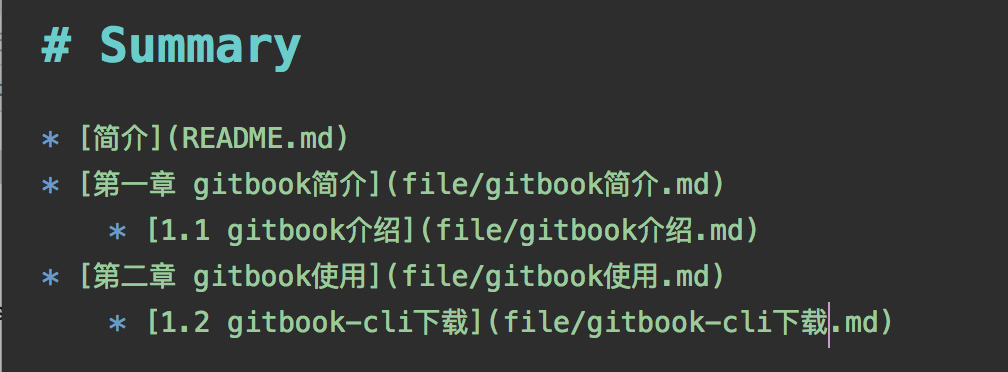 # Summary
* [简介](README.md)
* [第一章 gitbook简介](file/gitbook简介.md)
* [1.1 gitbook介绍](file/gitbook介绍.md)
* [第二章 gitbook使用](file/gitbook使用.md)
* [1.2 gitbook-cli下载](file/gitbook-cli下载.md)